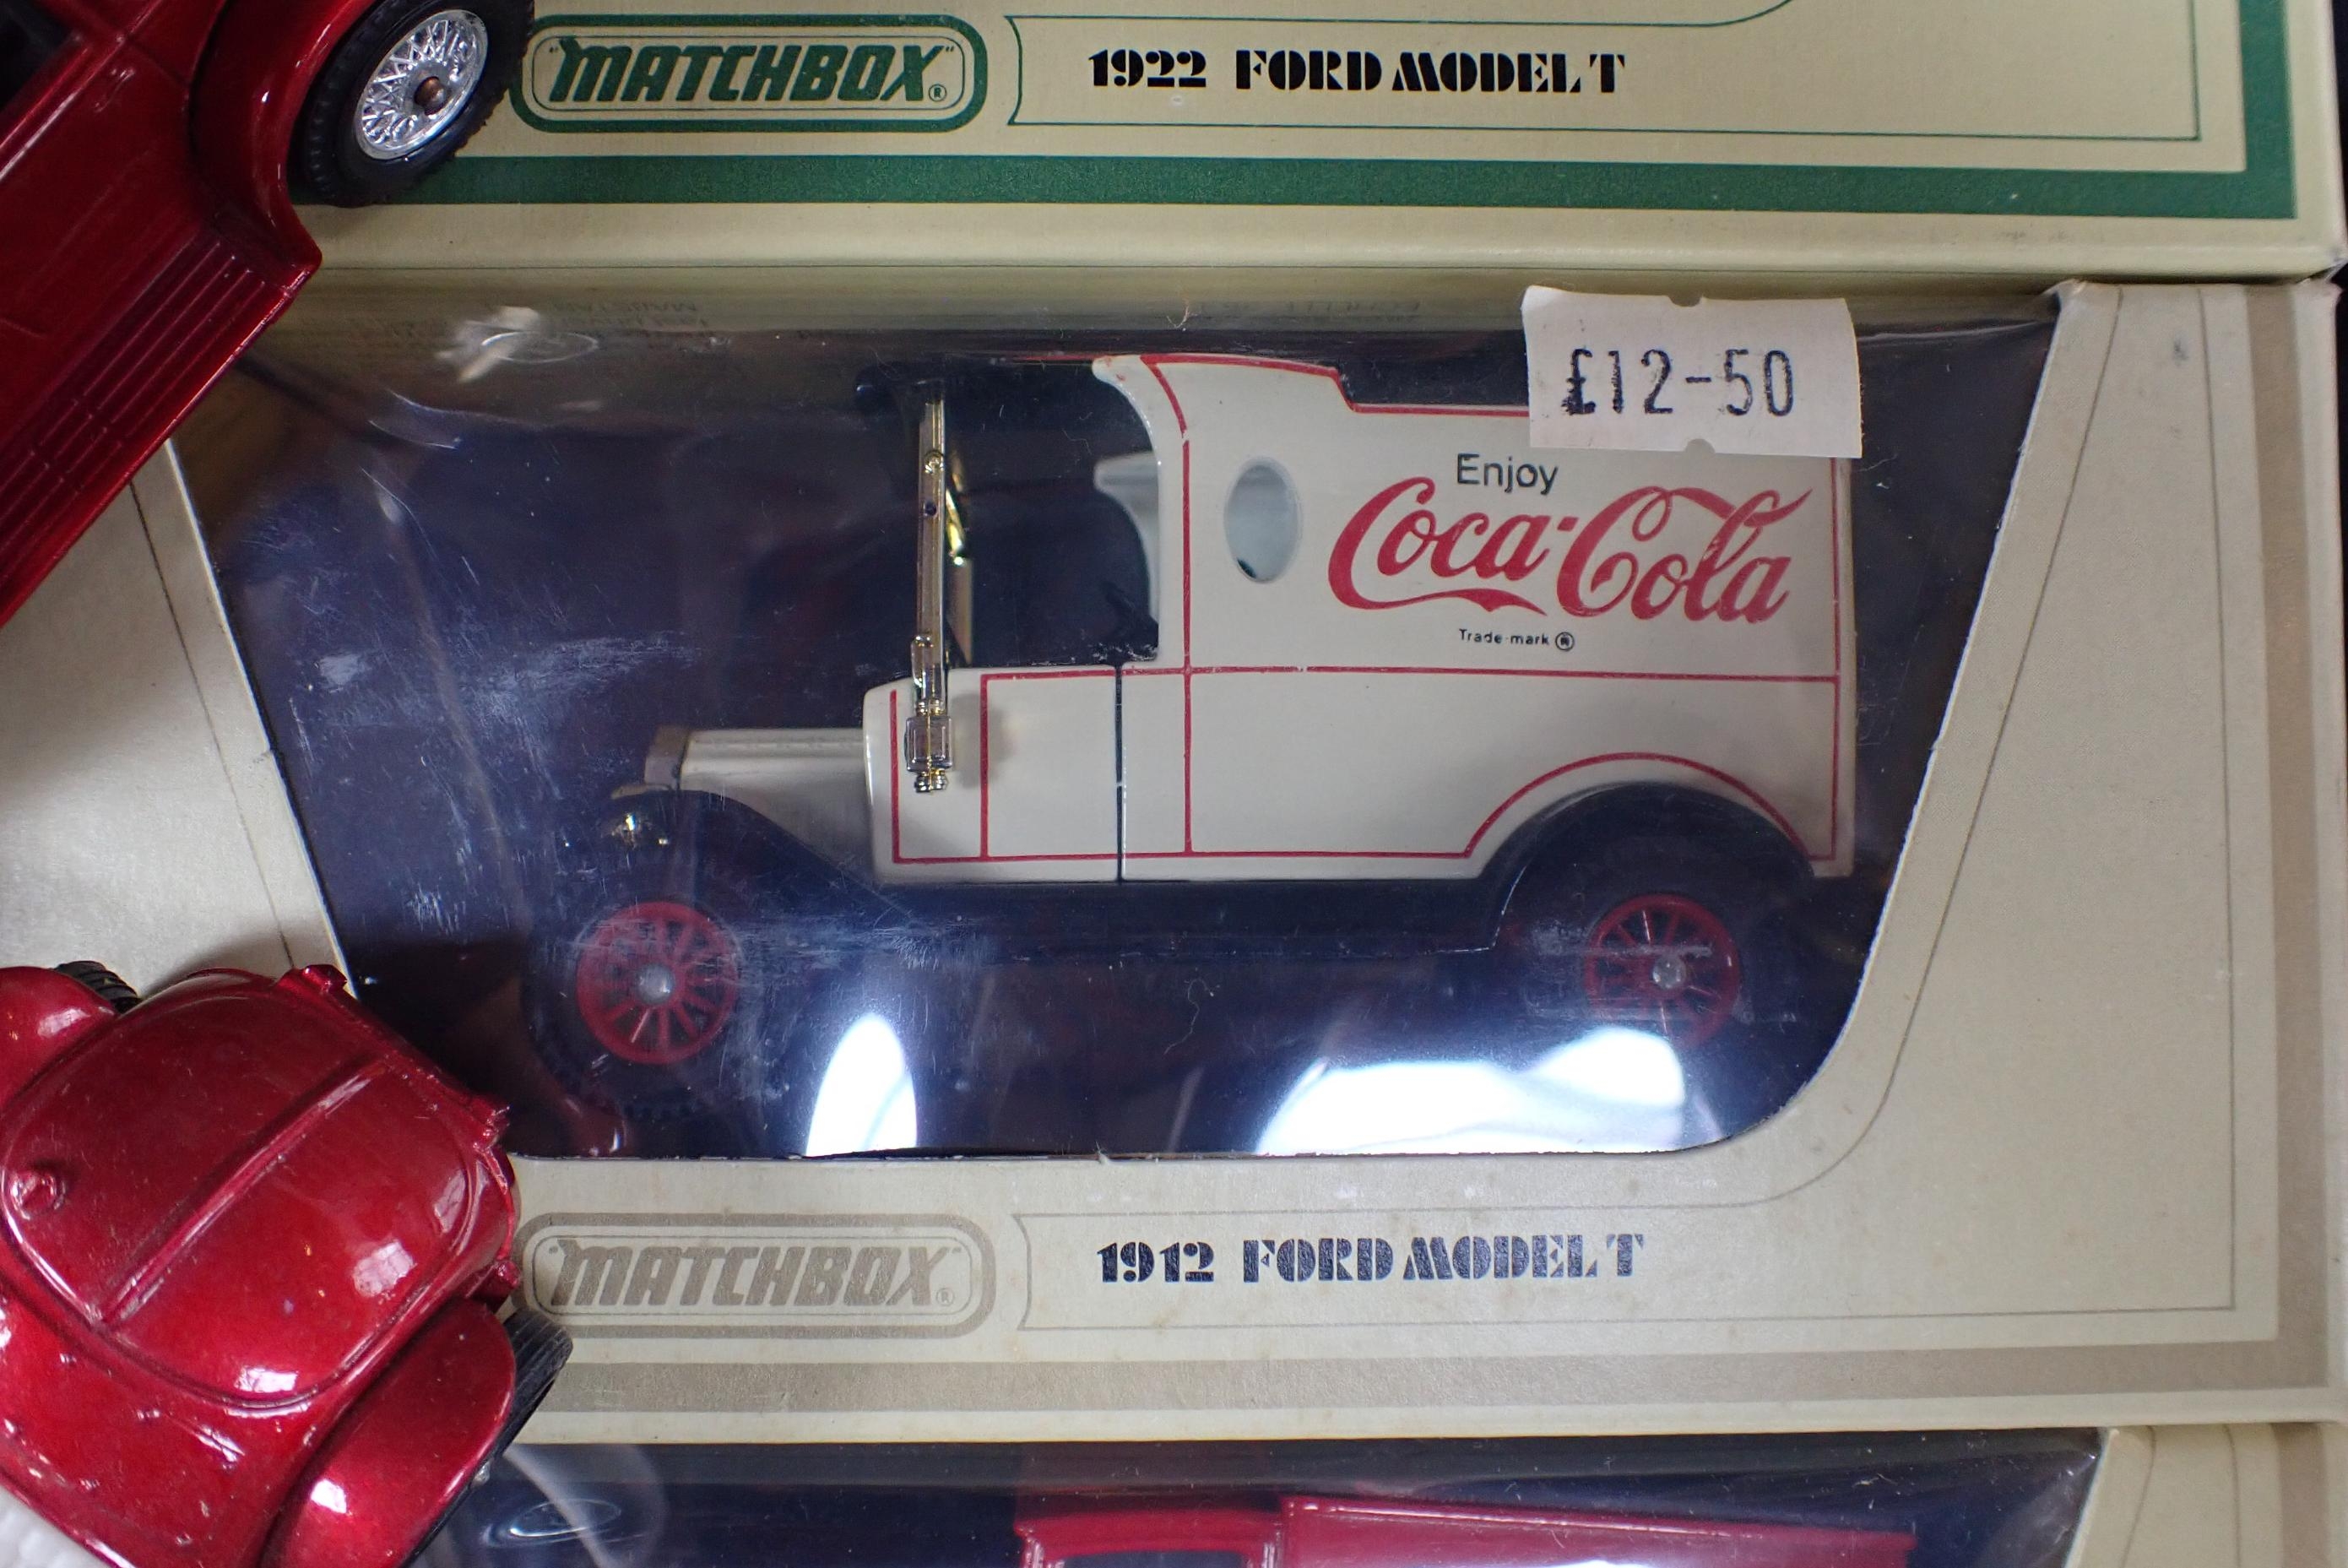 "MATCHBOX"®
1922 FORD MODEL T
£12-50
Enjoy
Coca-Cola
Trade-mark ®
"MATCHBOX"®
1912 FORD MODEL T